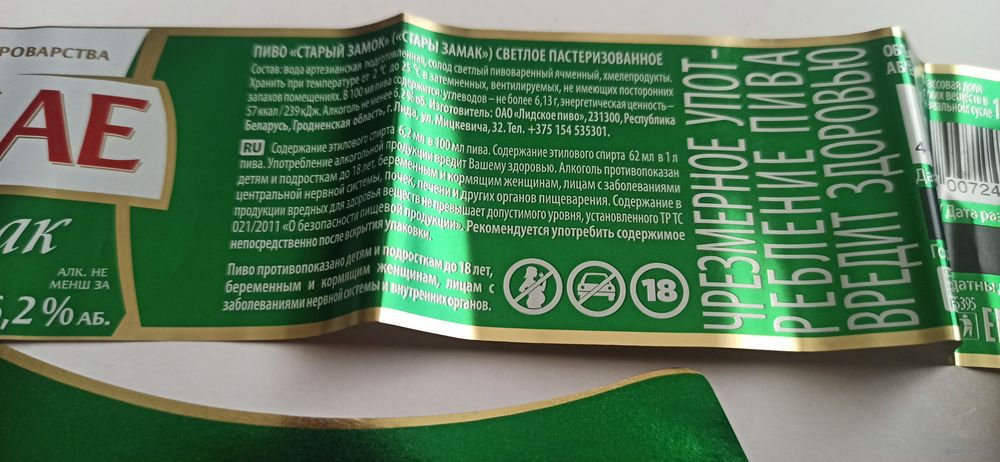 РОВАРСТВА
АЕ
ак
АЛК. НЕ
МЕНШ ЗА
6,2% АБ.
ПИВО «СТАРЫЙ ЗАМОК» («СТАРЫ ЗАМАК») СВЕТЛОЕ ПАСТЕРИЗОВАННОЕ
Состав: вода артезианская подготовленная, солод светлый пивоваренный ячменный, хмелепродукты.
Хранить при температуре от 2 °С до 25 °С в затемненных, вентилируемых, не имеющих посторонних
запахов помещениях. В 100 мл пива содержится: углеводов – не более 6,13 г, энергетическая ценность –
57 ккал / 239 кДж. Алкоголь не менее 6,2% об. Изготовитель: ОАО «Лидское пиво», 231300, Республика
Беларусь, Гродненская область, г. Лида, ул. Мицкевича, 32. Тел. +375 154 535301.
RU Содержание этилового спирта 6,2 мл в 100 мл пива. Содержание этилового спирта 62 мл в 1 л
пива. Употребление алкогольной продукции вредит Вашему здоровью. Алкоголь противопоказан
детям и подросткам до 18 лет, беременным и кормящим женщинам, лицам с заболеваниями
центральной нервной системы, почек, печени и других органов пищеварения. Содержание в
продукции вредных для здоровья веществ не превышает допустимого уровня, установленного ТР ТС
021/2011 «О безопасности пищевой продукции». Рекомендуется употребить содержимое
непосредственно после вскрытия упаковки.
Пиво противопоказано детям и подросткам до 18 лет,
беременным и кормящим женщинам, лицам с
заболеваниями нервной системы и внутренних органов.
18
ЧРЕЗМЕРНОЕ УПОТ-
РЕБЛЕНИЕ ПИВА
ВРЕДИТ ЗДОРОВЬЮ
ассовая доля
00724
Дата раз
5395